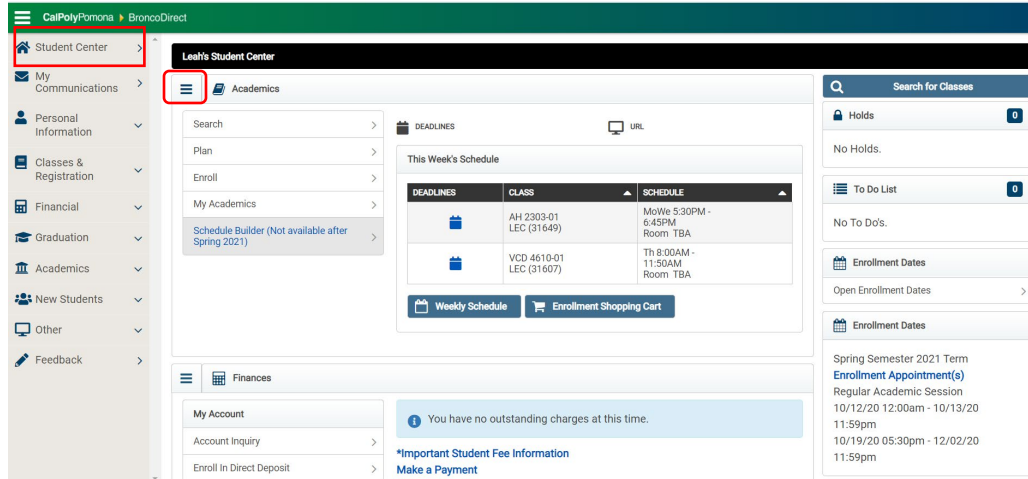 CalPolyPomona BroncoDirect
Student Center
My
Communications
Personal
Information
Classes &
Registration
Financial
Graduation
Academics
New Students
Other
Feedback
Leah's Student Center
Academics
Search
Plan
Enroll
My Academics
Schedule Builder (Not available after
Spring 2021)
DEADLINES
URL
This Week's Schedule
DEADLINES CLASS SCHEDULE
AH 2303-01
LEC (31649)
MoWe 5:30PM -
6:45PM
Room TBA
VCD 4610-01
LEC (31607)
Th 8:00AM -
11:50AM
Room TBA
Weekly Schedule
Enrollment Shopping Cart
Finances
My Account
Account Inquiry
Enroll In Direct Deposit
You have no outstanding charges at this time.
*Important Student Fee Information
Make a Payment
Search for Classes
Holds 0
No Holds.
To Do List 0
No To Do's.
Enrollment Dates
Open Enrollment Dates
Enrollment Dates
Spring Semester 2021 Term
Enrollment Appointment(s)
Regular Academic Session
10/12/20 12:00am - 10/13/20
11:59pm
10/19/20 05:30pm - 12/02/20
11:59pm